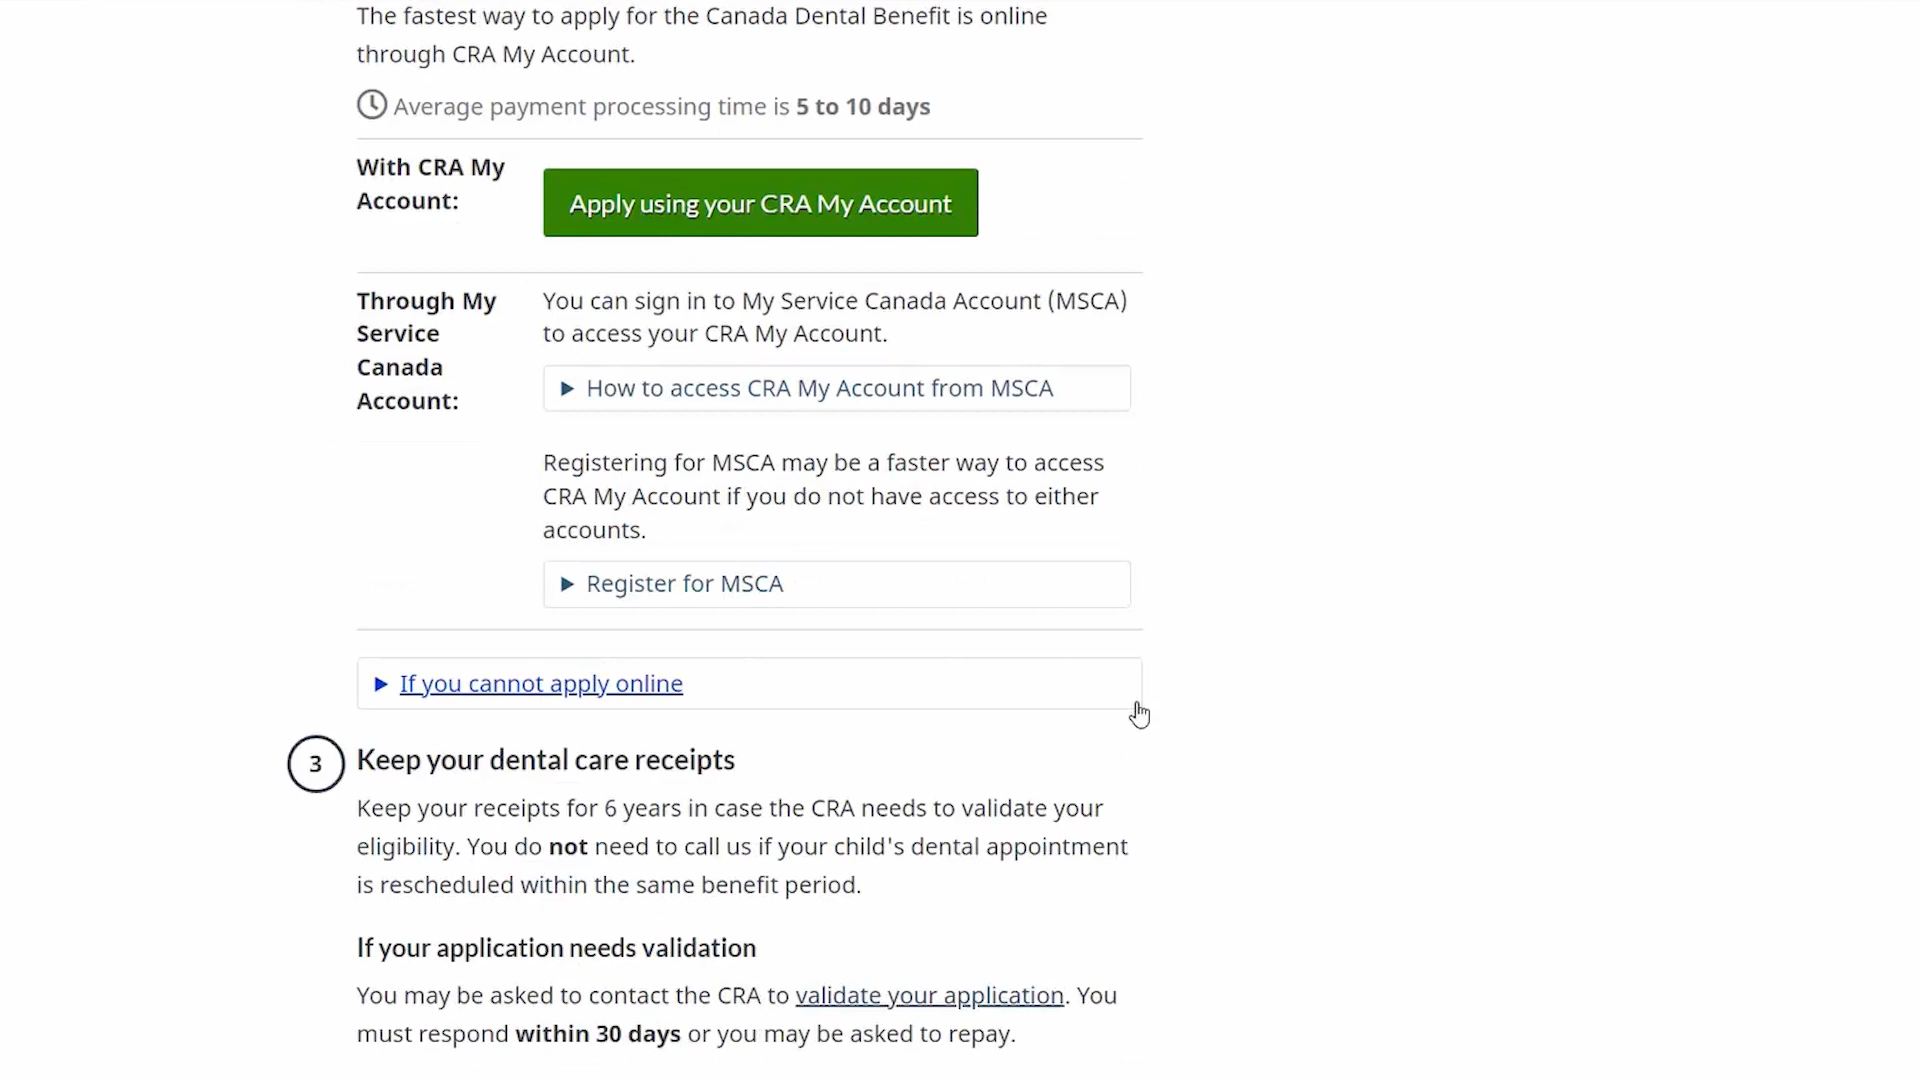 The fastest way to apply for the Canada Dental Benefit is online
through CRA My Account.
Average payment processing time is 5 to 10 days
With CRA My
Account:
Apply using your CRA My Account
Through My
Service
Canada
Account:
You can sign in to My Service Canada Account (MSCA)
to access your CRA My Account.
How to access CRA My Account from MSCA
Registering for MSCA may be a faster way to access
CRA My Account if you do not have access to either
accounts.
Register for MSCA
If you cannot apply online
3 Keep your dental care receipts
Keep your receipts for 6 years in case the CRA needs to validate your
eligibility. You do not need to call us if your child's dental appointment
is rescheduled within the same benefit period.
If your application needs validation
You may be asked to contact the CRA to validate your application. You
must respond within 30 days or you may be asked to repay.